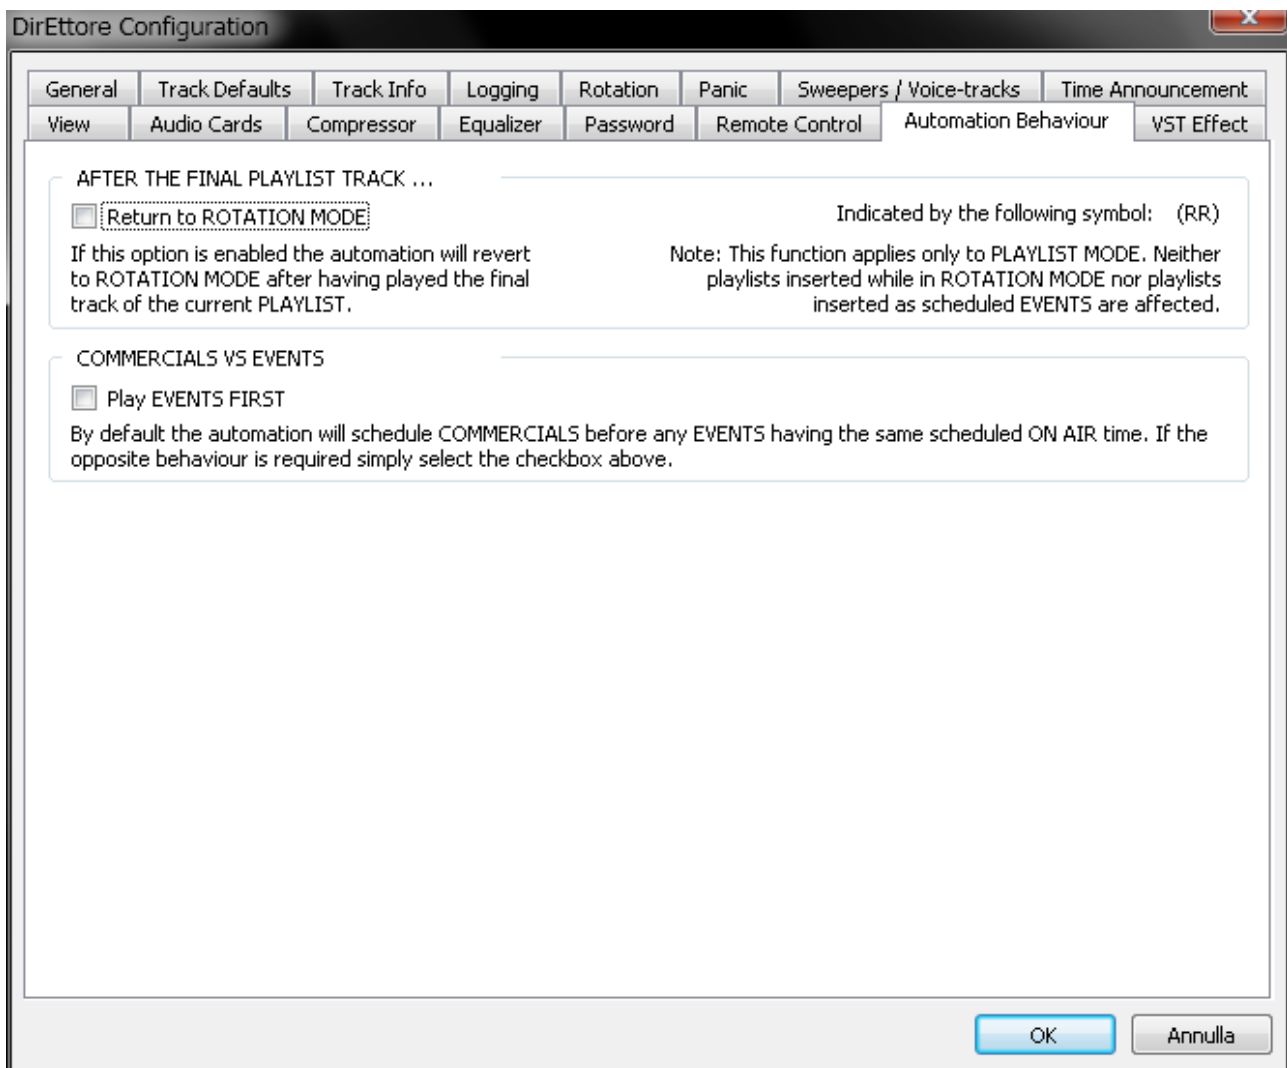 DirEttore Configuration
General Track Defaults Track Info Logging Rotation Panic Sweepers / Voice-tracks Time Announcement
View Audio Cards Compressor Equalizer Password Remote Control Automation Behaviour VST Effect
AFTER THE FINAL PLAYLIST TRACK ...
Return to ROTATION MODE
If this option is enabled the automation will revert
to ROTATION MODE after having played the final
track of the current PLAYLIST.
Indicated by the following symbol: (RR)
Note: This function applies only to PLAYLIST MODE. Neither
playlists inserted while in ROTATION MODE nor playlists
inserted as scheduled EVENTS are affected.
COMMERCIALS VS EVENTS
Play EVENTS FIRST
By default the automation will schedule COMMERCIALS before any EVENTS having the same scheduled ON AIR time. If the
opposite behaviour is required simply select the checkbox above.
OK Annulla